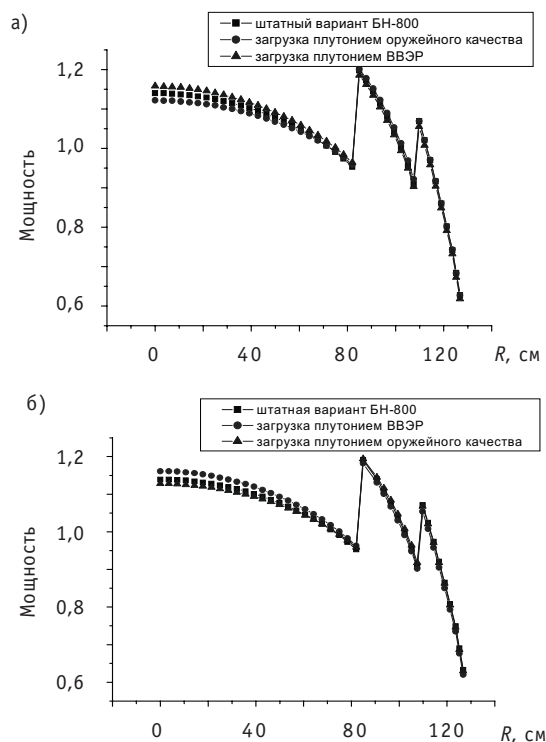 а)
штатный вариант БН-800
загрузка плутонием оружейного качества
загрузка плутонием ВВЭР
Мощность
1,2
1,0
0,8
0,6
0 40 80 120 R, см
б)
штатная вариант БН-800
загрузка плутонием ВВЭР
загрузка плутонием оружейного качества
Мощность
1,2
1,0
0,8
0,6
0 40 80 120 R, см